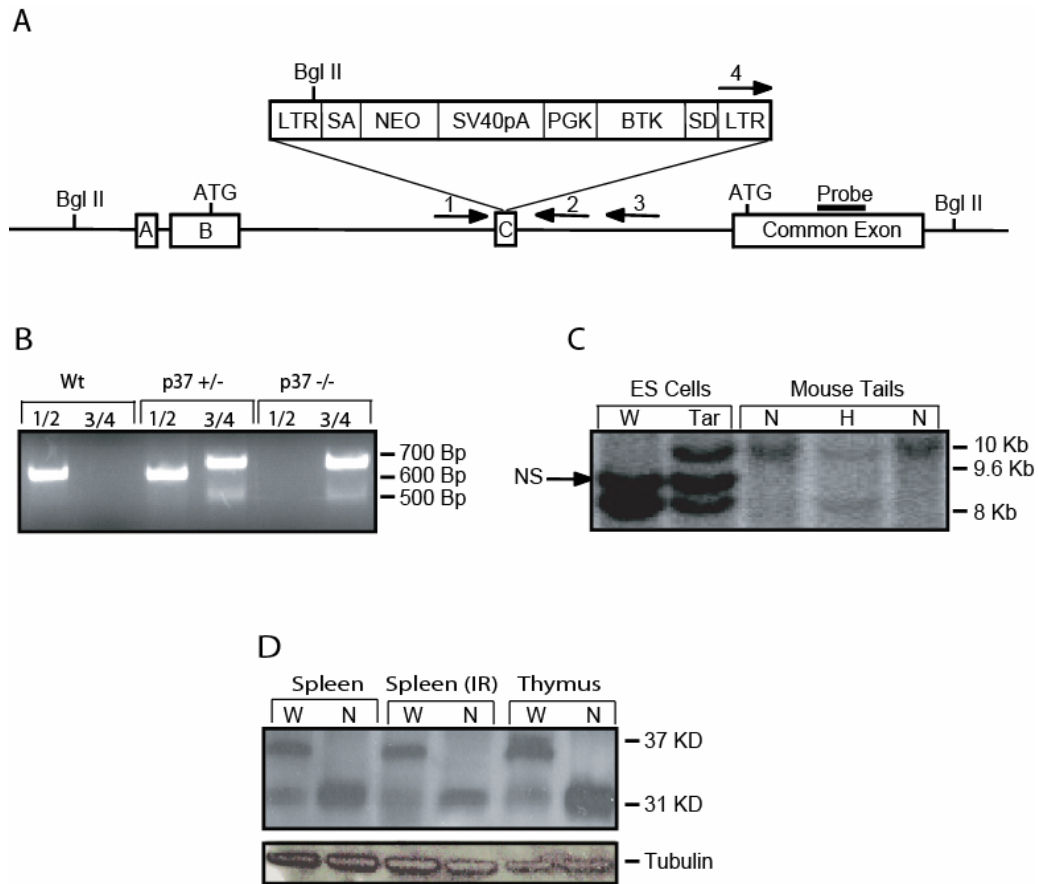 A
Bgl II
4
LTR SA NEO SV40pA PGK BTK SD LTR
Bgl II
ATG
1
2
3
ATG
Probe
Bgl II
A
B
C
Common Exon
B
Wt
p37 +/-
p37 -/-
1/2 3/4 1/2 3/4 1/2 3/4
700 Bp
600 Bp
500 Bp
C
ES Cells
Mouse Tails
W Tar N H N
NS
10 Kb
9.6 Kb
8 Kb
D
Spleen
Spleen (IR)
Thymus
W N W N W N
37 KD
31 KD
Tubulin